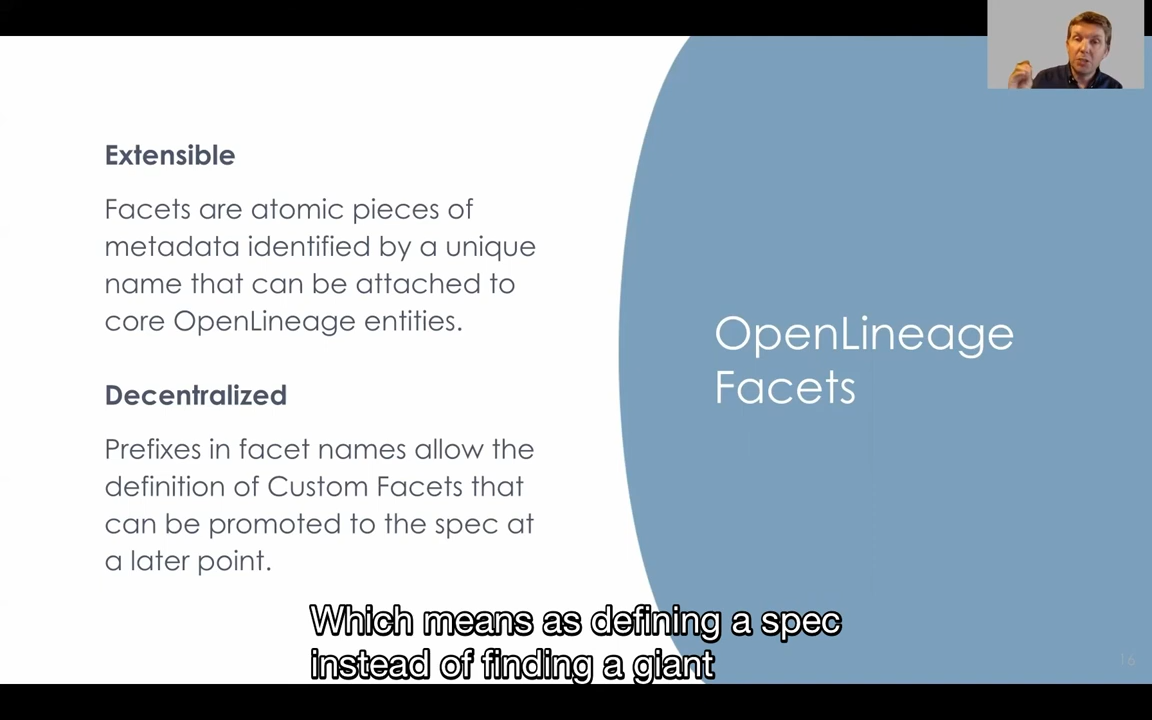 Extensible
Facets are atomic pieces of
metadata identified by a unique
name that can be attached to
core OpenLineage entities.
Decentralized
Prefixes in facet names allow the
definition of Custom Facets that
can be promoted to the spec at
a later point.
OpenLineage
Facets
Which means as defining a spec
instead of finding a giant
16